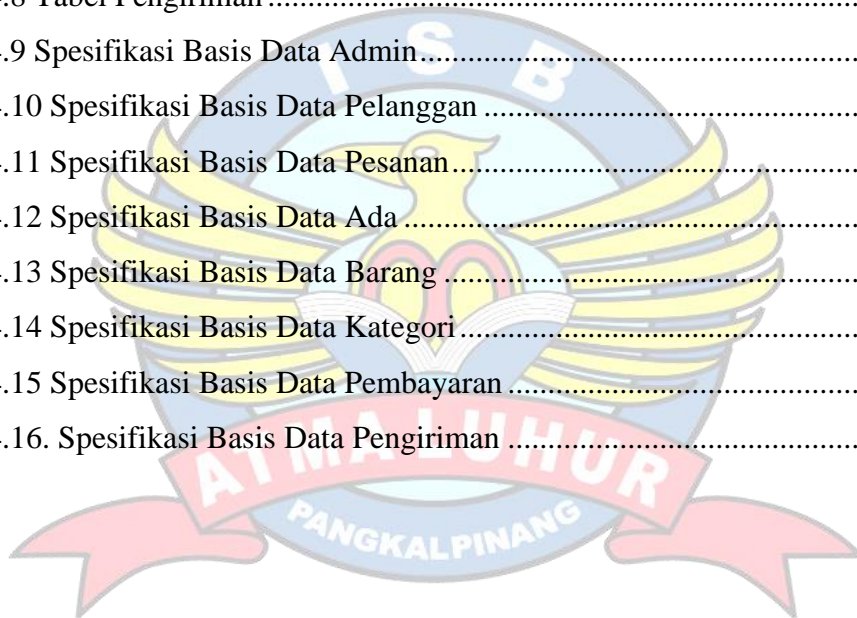 .8 Tabel Pengiriman
.9 Spesifikasi Basis Data Admin
.10 Spesifikasi Basis Data Pelanggan
.11 Spesifikasi Basis Data Pesanan
.12 Spesifikasi Basis Data Ada
.13 Spesifikasi Basis Data Barang
.14 Spesifikasi Basis Data Kategori
.15 Spesifikasi Basis Data Pembayaran
.16. Spesifikasi Basis Data Pengiriman
I S B
ATMA LUHUR
PANGKALPINANG